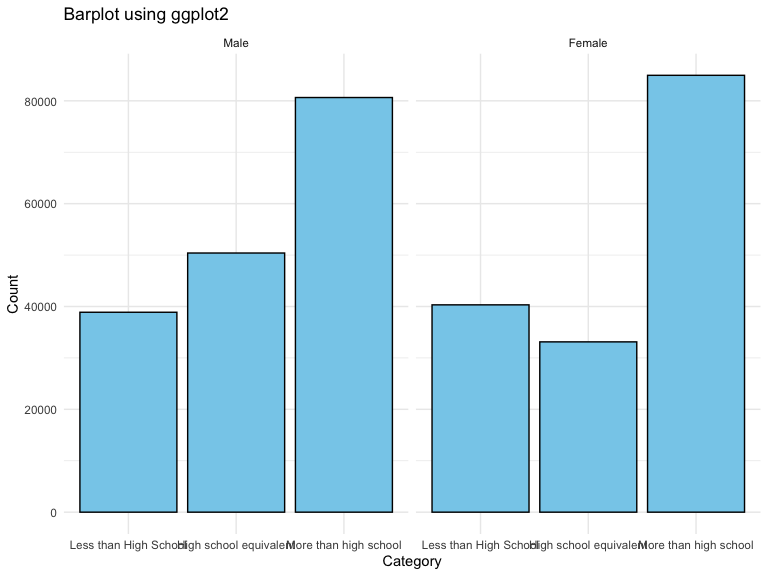 Barplot using ggplot2
Male
Female
80000
60000
40000
20000
0
Count
Less than High School
High school equivalent
More than high school
Less than High School
High school equivalent
More than high school
Category